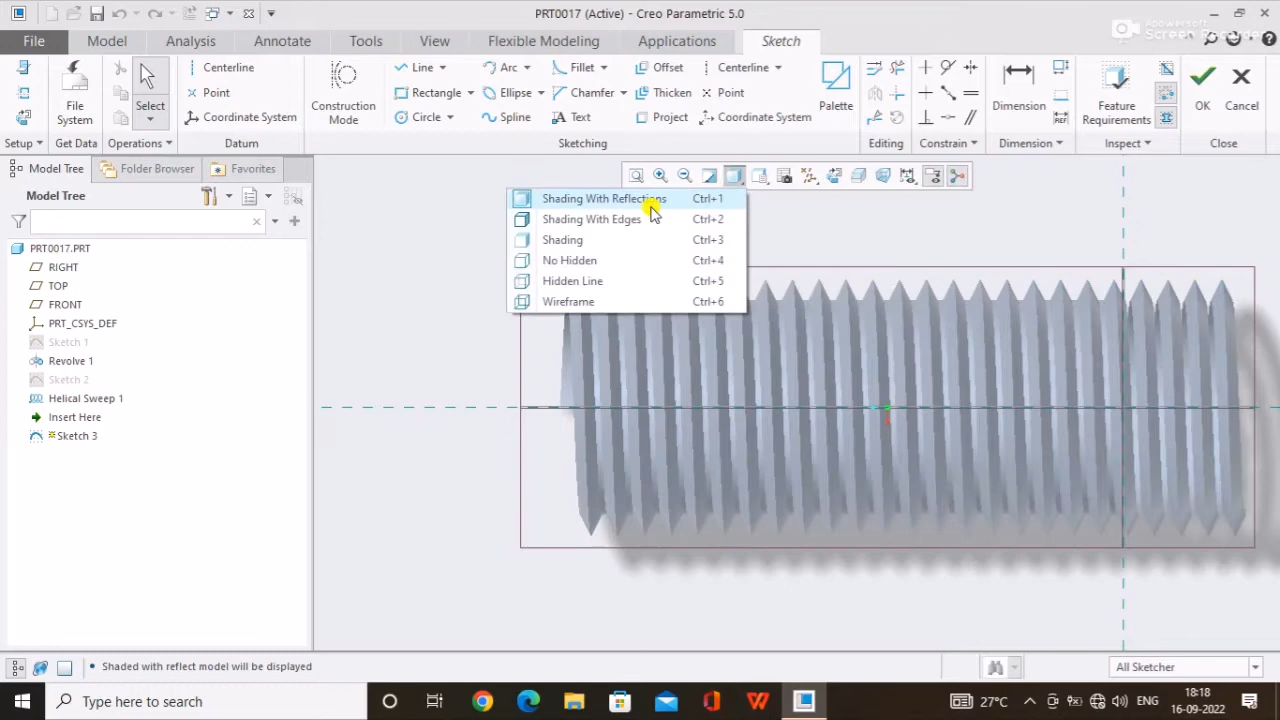 PRT0017 (Active) - Creo Parametric 5.0
Apowersoft
Screen Recorder
File
Model
Analysis
Annotate
Tools
View
Flexible Modeling
Applications
Sketch
File System
Select
Centerline
Point
Coordinate System
Construction Mode
Line
Rectangle
Circle
Arc
Ellipse
Spline
Fillet
Chamfer
Text
Offset
Thicken
Project
Centerline
Point
Coordinate System
Palette
Dimension
REF
Feature Requirements
OK
Cancel
Setup
Get Data
Operations
Datum
Sketching
Editing
Constrain
Dimension
Inspect
Close
Model Tree
Folder Browser
Favorites
Model Tree
PRT0017.PRT
RIGHT
TOP
FRONT
PRT_CSYS_DEF
Sketch 1
Revolve 1
Sketch 2
Helical Sweep 1
Insert Here
Sketch 3
Shading With Reflections Ctrl+1
Shading With Edges Ctrl+2
Shading Ctrl+3
No Hidden Ctrl+4
Hidden Line Ctrl+5
Wireframe Ctrl+6
• Shaded with reflect model will be displayed
All Sketcher
Type here to search
27°C
ENG
18:18
16-09-2022